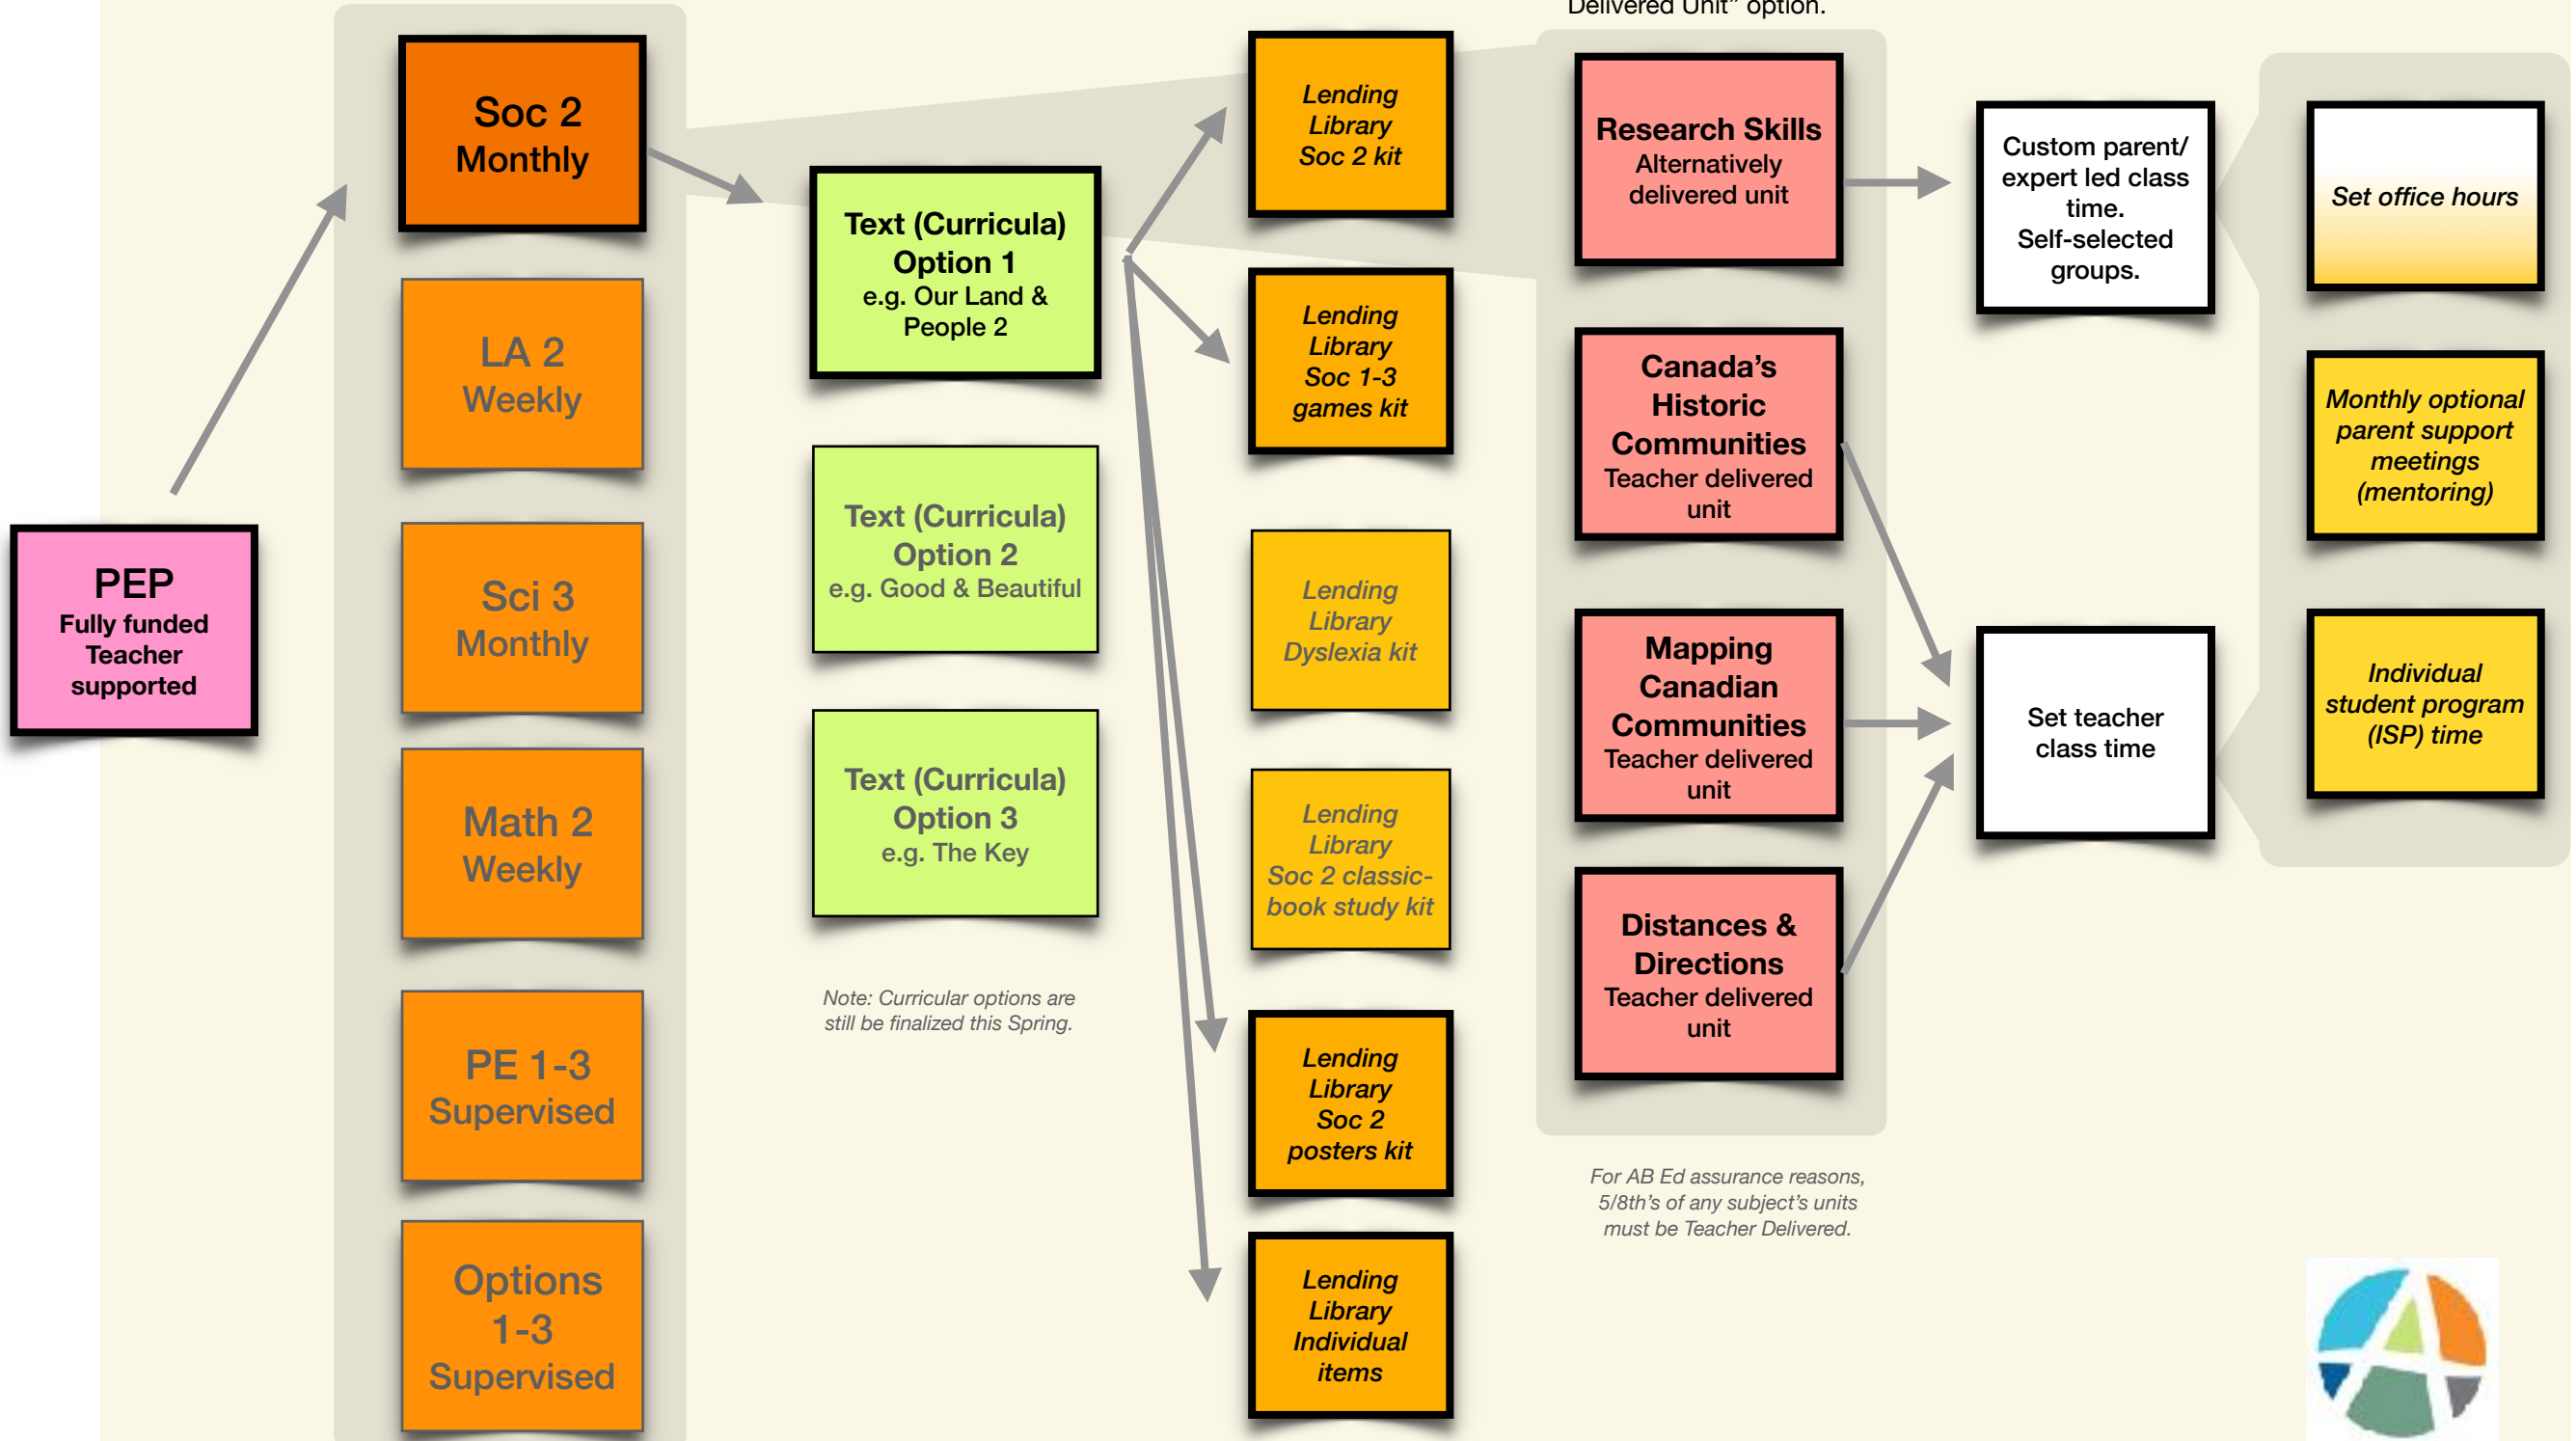 Delivered Unit” option.
PEP
Fully funded
Teacher
supported
Soc 2
Monthly
LA 2
Weekly
Sci 3
Monthly
Math 2
Weekly
PE 1-3
Supervised
Options
1-3
Supervised
Text (Curricula)
Option 1
e.g. Our Land &
People 2
Text (Curricula)
Option 2
e.g. Good & Beautiful
Text (Curricula)
Option 3
e.g. The Key
Note: Curricular options are
still be finalized this Spring.
Lending
Library
Soc 2 kit
Lending
Library
Soc 1-3
games kit
Lending
Library
Dyslexia kit
Lending
Library
Soc 2 classic-
book study kit
Lending
Library
Soc 2
posters kit
Lending
Library
Individual
items
Research Skills
Alternatively
delivered unit
Canada’s
Historic
Communities
Teacher delivered
unit
Mapping
Canadian
Communities
Teacher delivered
unit
Distances &
Directions
Teacher delivered
unit
For AB Ed assurance reasons,
5/8th’s of any subject’s units
must be Teacher Delivered.
Custom parent/
expert led class
time.
Self-selected
groups.
Set teacher
class time
Set office hours
Monthly optional
parent support
meetings
(mentoring)
Individual
student program
(ISP) time